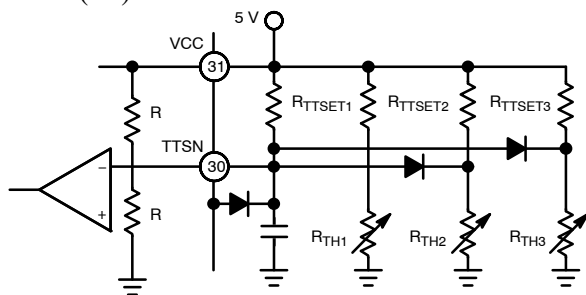 5 V
VCC
31
R
RTTSET1
RTTSET2
RTTSET3
TTSN
30
−
+
R
RTH1
RTH2
RTH3